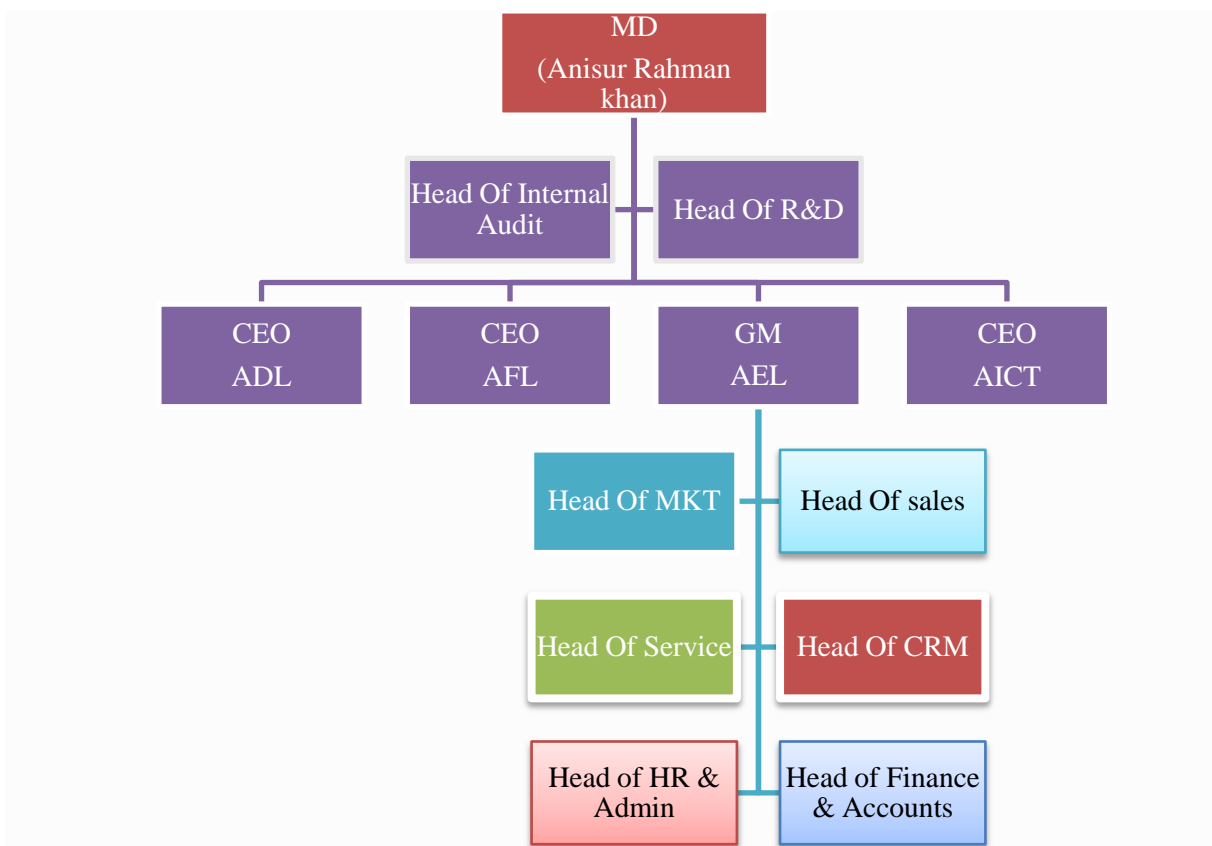 MD
(Anisur Rahman
khan)
Head Of Internal
Audit
Head Of R&D
CEO
ADL
CEO
AFL
GM
AEL
CEO
AICT
Head Of MKT
Head Of sales
Head Of Service
Head Of CRM
Head of HR &
Admin
Head of Finance
& Accounts